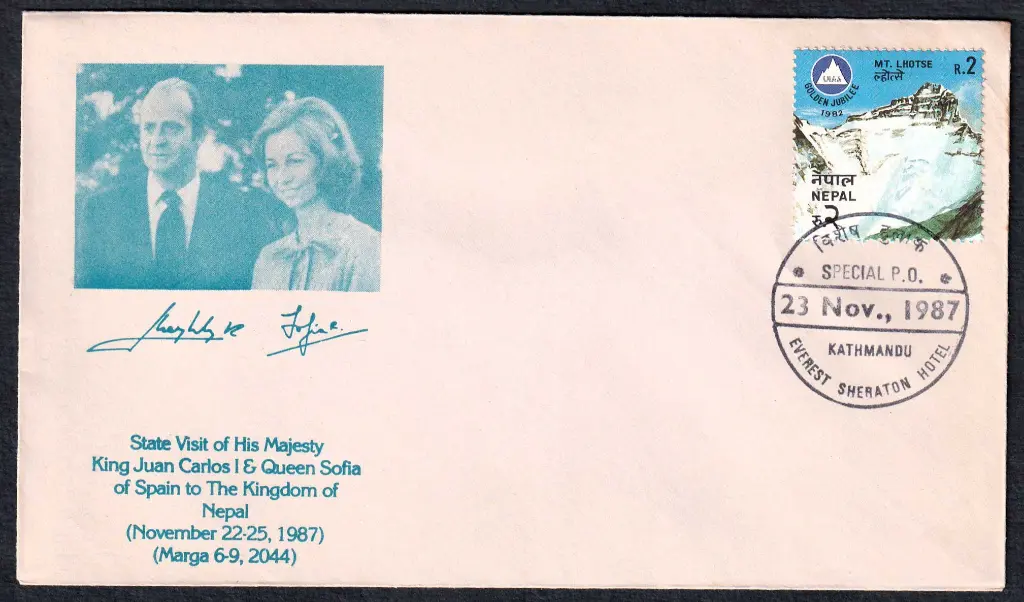 MT. LHOTSE R.2
ल्होत्से
UIAA
GOLDEN JUBILEE
1982
नेपाल
NEPAL
रु २
विशेष हुलाक
SPECIAL P.O.
23 Nov., 1987
KATHMANDU
EVEREST SHERATON HOTEL
Sofia
State Visit of His Majesty
King Juan Carlos I & Queen Sofia
of Spain to The Kingdom of
Nepal
(November 22-25, 1987)
(Marga 6-9, 2044)